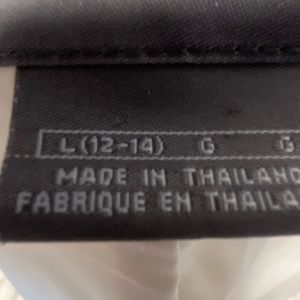 L (12-14) G G
MADE IN THAILAND
FABRIQUE EN THAILA